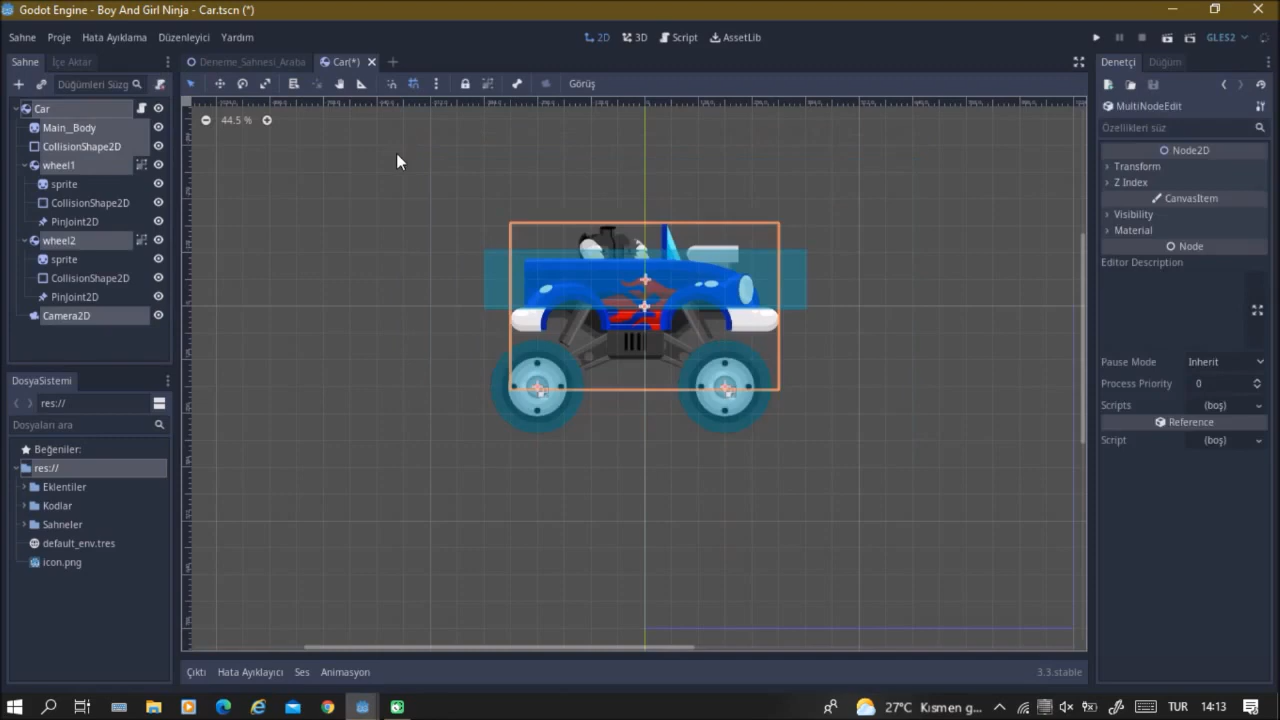 Godot Engine - Boy And Girl Ninja - Car.tscn (*)
Sahne Proje Hata Ayıklama Düzenleyici Yardım
2D 3D Script AssetLib
GLES2
Sahne İçe Aktar
Düğümleri Süzg
Car
Main__Body
CollisionShape2D
wheel1
sprite
CollisionShape2D
PinJoint2D
wheel2
sprite
CollisionShape2D
PinJoint2D
Camera2D
DosyaSistemi
res://
Dosyaları ara
Beğeniler:
res://
Eklentiler
Kodlar
Sahneler
default_env.tres
icon.png
Deneme_Sahnesi_Araba Car(*)
Görüş
44.5 %
Çıktı Hata Ayıklayıcı Ses Animasyon
3.3.stable
Denetçi Düğüm
MultiNodeEdit
Özellikleri süz
Node2D
Transform
Z Index
CanvasItem
Visibility
Material
Node
Editor Description
Pause Mode Inherit
Process Priority 0
Scripts (boş)
Reference
Script (boş)
27°C Kısmen g... TUR 14:13